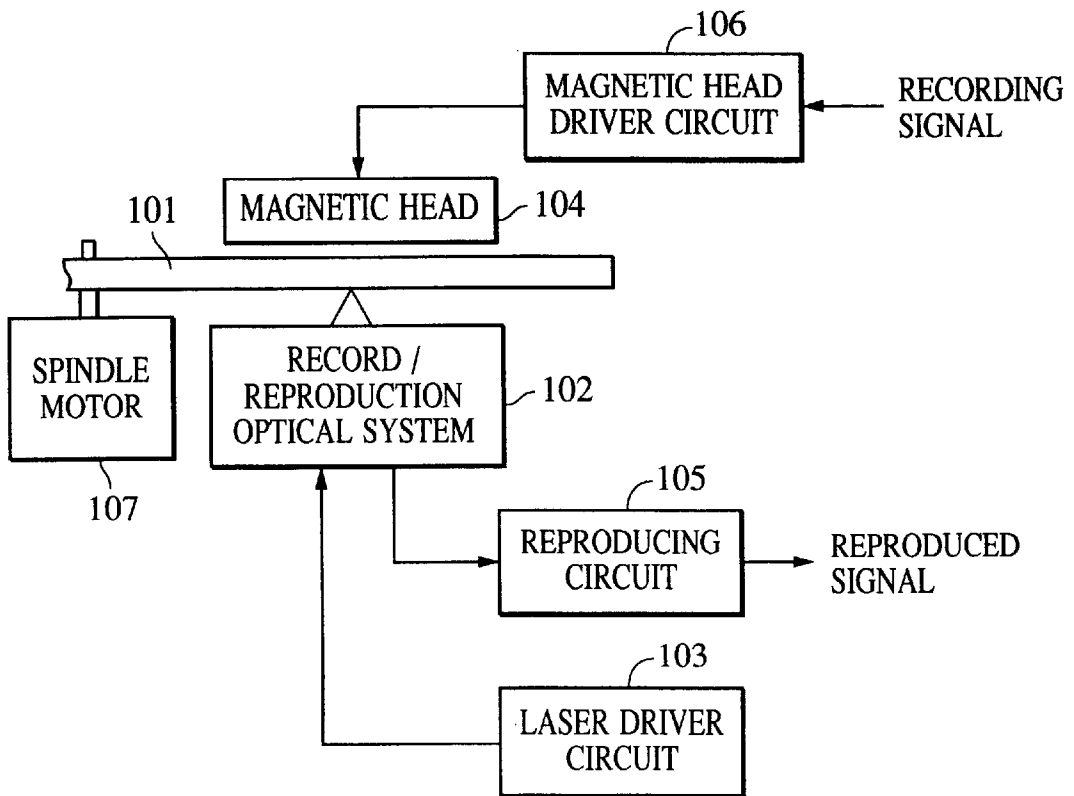 106
MAGNETIC HEAD
DRIVER CIRCUIT
RECORDING
SIGNAL
MAGNETIC HEAD
104
101
SPINDLE
MOTOR
107
RECORD /
REPRODUCTION
OPTICAL SYSTEM
102
105
REPRODUCING
CIRCUIT
REPRODUCED
SIGNAL
103
LASER DRIVER
CIRCUIT